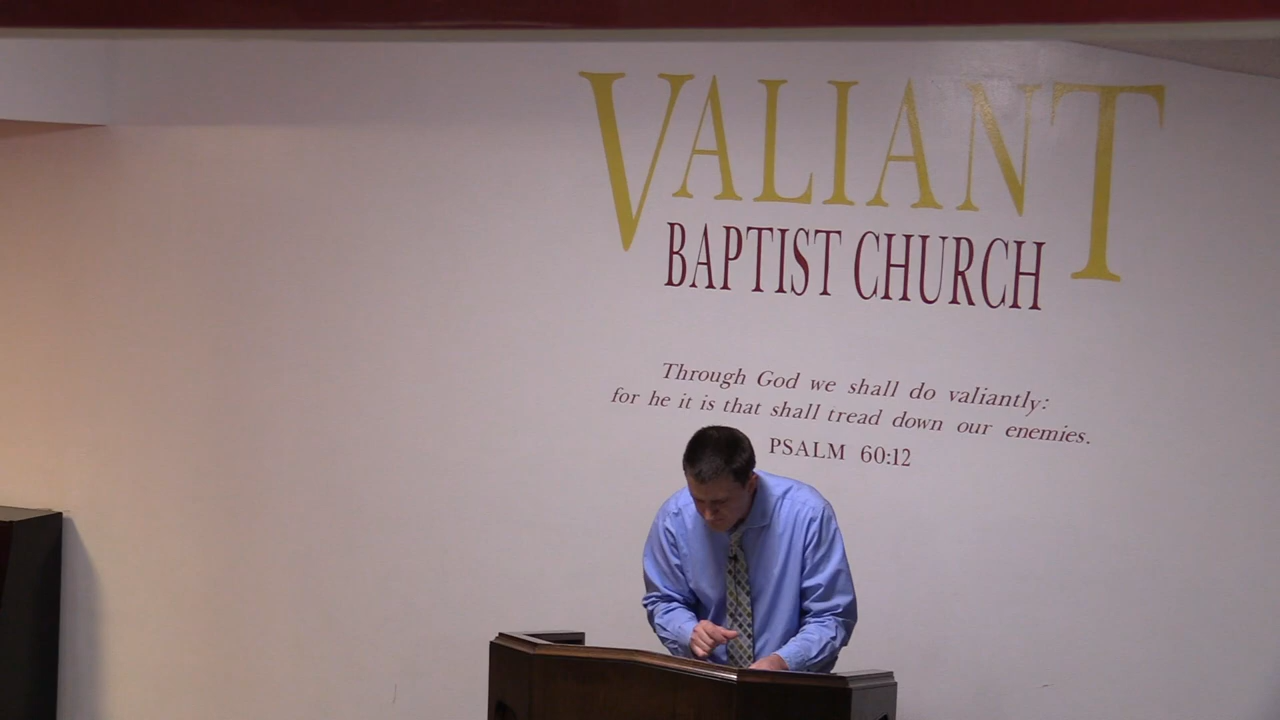 VALIANT
BAPTIST CHURCH
Through God we shall do valiantly:
for he it is that shall tread down our enemies.
PSALM 60:12